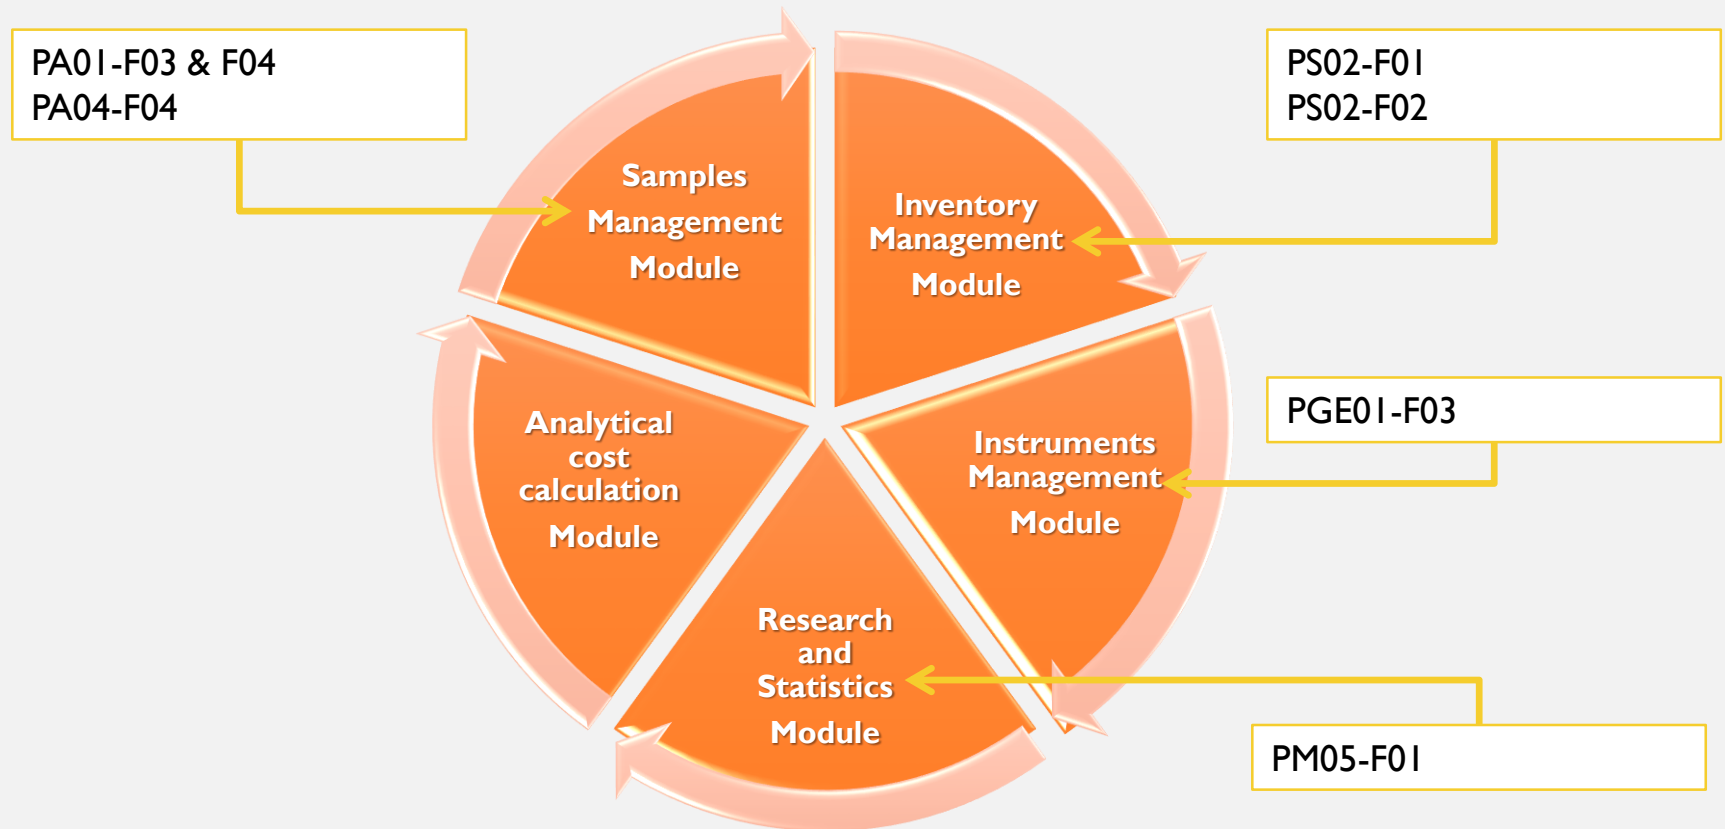 PA01-F03 & F04
PA04-F04
PS02-F01
PS02-F02
Samples
Management
Module
Inventory
Management
Module
PGE01-F03
Analytical
cost
calculation
Module
Instruments
Management
Module
Research
and
Statistics
Module
PM05-F01